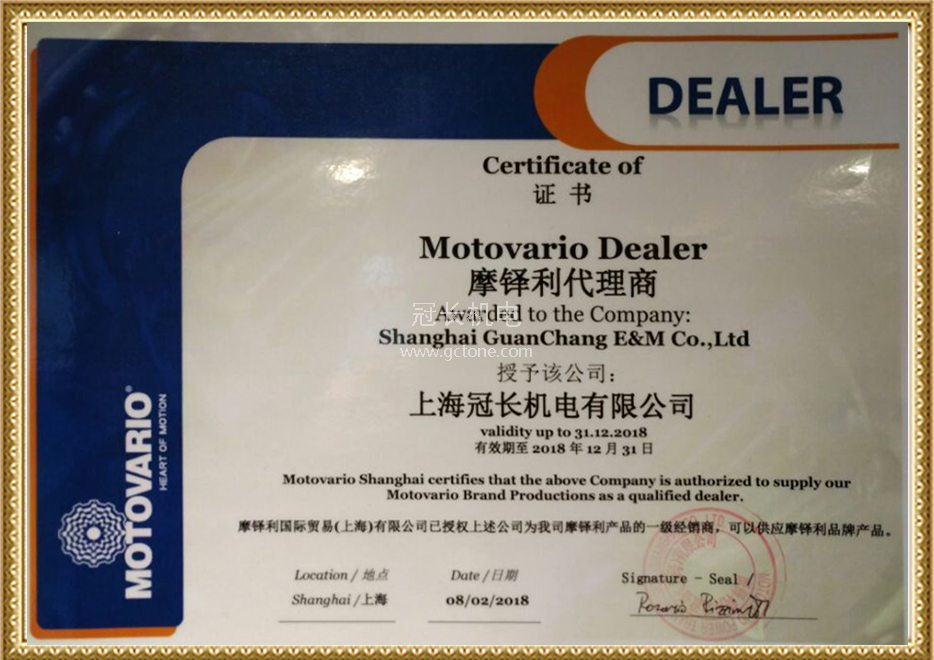 DEALER
Certificate of
证 书
Motovario Dealer
摩铎利代理商
冠长机电
Awarded to the Company:
Shanghai GuanChang E&M Co.,Ltd
www.gctone.com
授予该公司：
上海冠长机电有限公司
validity up to 31.12.2018
有效期至 2018 年 12 月 31 日
Motovario Shanghai certifies that the above Company is authorized to supply our
Motovario Brand Productions as a qualified dealer.
摩铎利国际贸易(上海)有限公司已授权上述公司为我司摩铎利产品的一级经销商，可以供应摩铎利品牌产品。
MOTOVARIO®
HEART OF MOTION
Location / 地点
Shanghai / 上海
Date / 日期
08/02/2018
Signature - Seal /